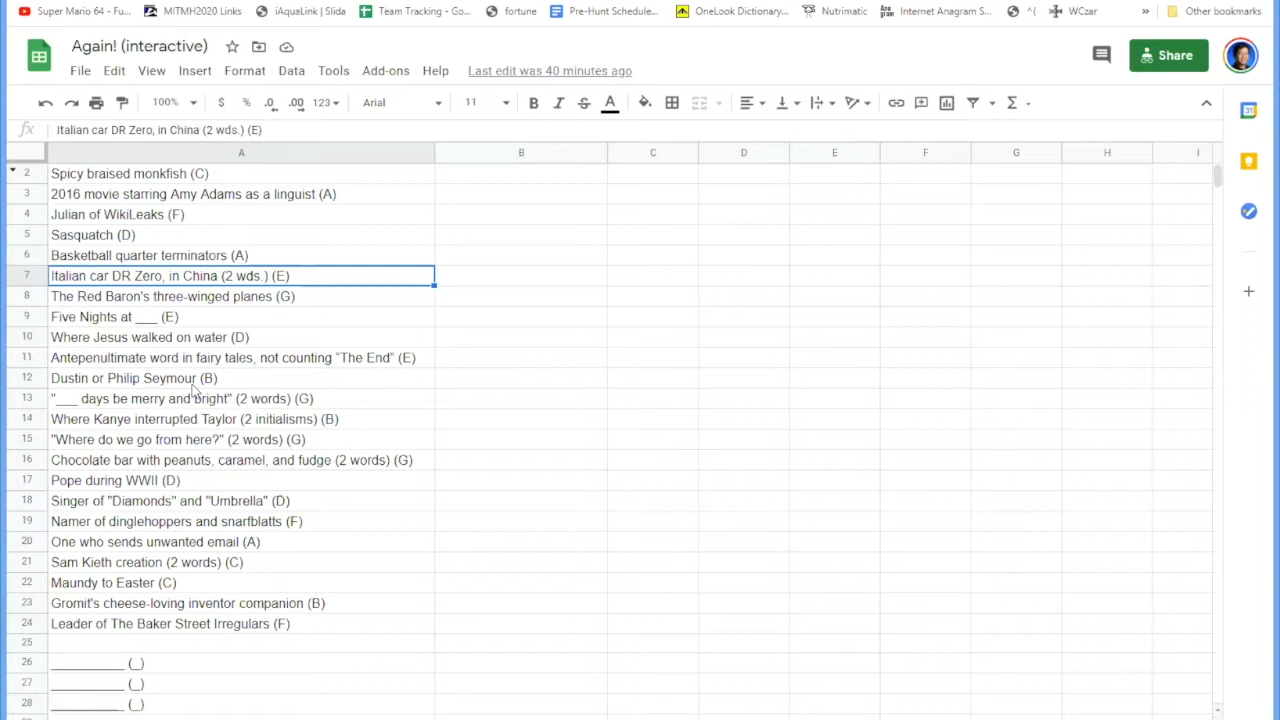 Super Mario 64 - Fu... MITMH2020 Links iAquaLink | Slida Team Tracking - Co... fortune Pre-Hunt Schedule... OneLook Dictionary... Nutrimatic Internet Anagram S... ^( WCzar » Other bookmarks
Again! (interactive)
File Edit View Insert Format Data Tools Add-ons Help Last edit was 40 minutes ago
Share
100% $ % .0 .00 123 Arial 11 B I S A
fx Italian car DR Zero, in China (2 wds.) (E)
A B C D E F G H I
2 Spicy braised monkfish (C)
3 2016 movie starring Amy Adams as a linguist (A)
4 Julian of WikiLeaks (F)
5 Sasquatch (D)
6 Basketball quarter terminators (A)
7 Italian car DR Zero, in China (2 wds.) (E)
8 The Red Baron's three-winged planes (G)
9 Five Nights at ___ (E)
10 Where Jesus walked on water (D)
11 Antepenultimate word in fairy tales, not counting “The End” (E)
12 Dustin or Philip Seymour (B)
13 "___ days be merry and bright" (2 words) (G)
14 Where Kanye interrupted Taylor (2 initialisms) (B)
15 "Where do we go from here?" (2 words) (G)
16 Chocolate bar with peanuts, caramel, and fudge (2 words) (G)
17 Pope during WWII (D)
18 Singer of "Diamonds" and "Umbrella" (D)
19 Namer of dinglehoppers and snarfblatts (F)
20 One who sends unwanted email (A)
21 Sam Kieth creation (2 words) (C)
22 Maundy to Easter (C)
23 Gromit's cheese-loving inventor companion (B)
24 Leader of The Baker Street Irregulars (F)
25
26 ___________ (_)
27 ___________ (_)
28 ___________ (_)